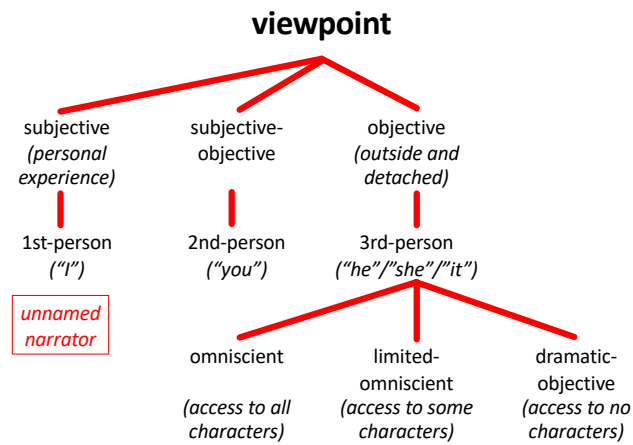 viewpoint
subjective
(personal
experience)
subjective-
objective
objective
(outside and
detached)
1st-person
(“I”)
2nd-person
(“you”)
3rd-person
(“he”/”she”/”it”)
unnamed
narrator
omniscient
(access to all
characters)
limited-
omniscient
(access to some
characters)
dramatic-
objective
(access to no
characters)